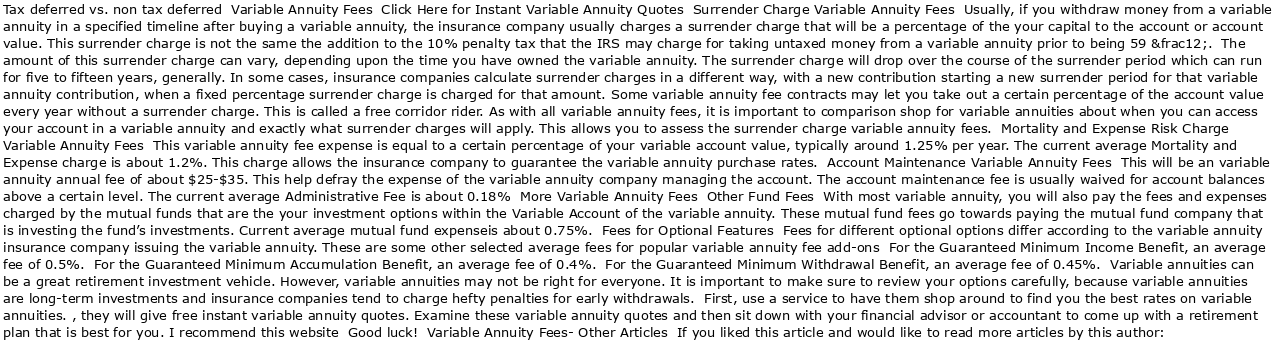 Tax deferred vs. non tax deferred  Variable Annuity Fees  Click Here for Instant Variable Annuity Quotes  Surrender Charge Variable Annuity Fees  Usually, if you withdraw money from a variable
annuity in a specified timeline after buying a variable annuity, the insurance company usually charges a surrender charge that will be a percentage of the your capital to the account or account
value. This surrender charge is not the same the addition to the 10% penalty tax that the IRS may charge for taking untaxed money from a variable annuity prior to being 59 &frac12;.  The
amount of this surrender charge can vary, depending upon the time you have owned the variable annuity. The surrender charge will drop over the course of the surrender period which can run
for five to fifteen years, generally. In some cases, insurance companies calculate surrender charges in a different way, with a new contribution starting a new surrender period for that variable
annuity contribution, when a fixed percentage surrender charge is charged for that amount. Some variable annuity fee contracts may let you take out a certain percentage of the account value
every year without a surrender charge. This is called a free corridor rider. As with all variable annuity fees, it is important to comparison shop for variable annuities about when you can access
your account in a variable annuity and exactly what surrender charges will apply. This allows you to assess the surrender charge variable annuity fees.  Mortality and Expense Risk Charge
Variable Annuity Fees  This variable annuity fee expense is equal to a certain percentage of your variable account value, typically around 1.25% per year. The current average Mortality and
Expense charge is about 1.2%. This charge allows the insurance company to guarantee the variable annuity purchase rates.  Account Maintenance Variable Annuity Fees  This will be an variable
annuity annual fee of about $25-$35. This help defray the expense of the variable annuity company managing the account. The account maintenance fee is usually waived for account balances
above a certain level. The current average Administrative Fee is about 0.18%  More Variable Annuity Fees  Other Fund Fees  With most variable annuity, you will also pay the fees and expenses
charged by the mutual funds that are the your investment options within the Variable Account of the variable annuity. These mutual fund fees go towards paying the mutual fund company that
is investing the fund's investments. Current average mutual fund expenseis about 0.75%.  Fees for Optional Features  Fees for different optional options differ according to the variable annuity
insurance company issuing the variable annuity. These are some other selected average fees for popular variable annuity fee add-ons  For the Guaranteed Minimum Income Benefit, an average
fee of 0.5%.  For the Guaranteed Minimum Accumulation Benefit, an average fee of 0.4%.  For the Guaranteed Minimum Withdrawal Benefit, an average fee of 0.45%.  Variable annuities can
be a great retirement investment vehicle. However, variable annuities may not be right for everyone. It is important to make sure to review your options carefully, because variable annuities
are long-term investments and insurance companies tend to charge hefty penalties for early withdrawals.  First, use a service to have them shop around to find you the best rates on variable
annuities. , they will give free instant variable annuity quotes. Examine these variable annuity quotes and then sit down with your financial advisor or accountant to come up with a retirement
plan that is best for you. I recommend this website  Good luck!  Variable Annuity Fees- Other Articles  If you liked this article and would like to read more articles by this author: